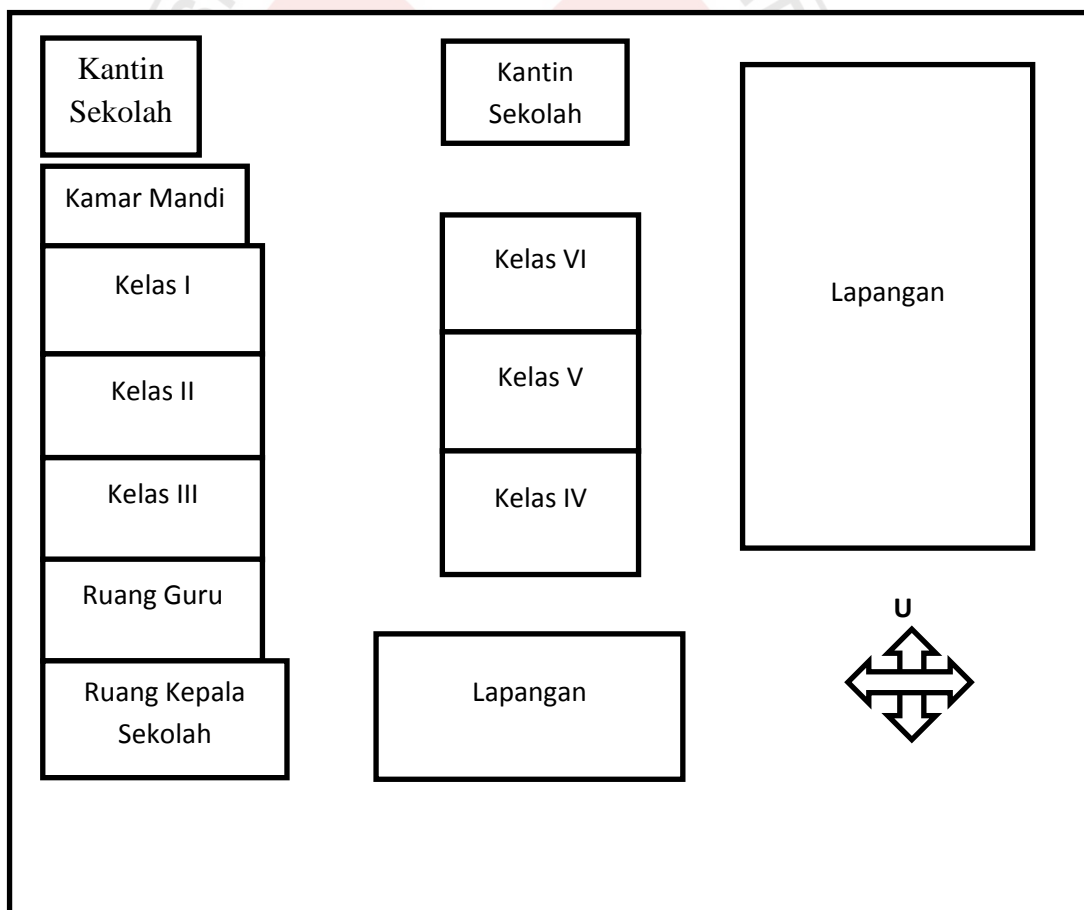 Kantin
Sekolah
Kamar Mandi
Kelas I
Kelas II
Kelas III
Ruang Guru
Ruang Kepala
Sekolah
Kantin
Sekolah
Kelas VI
Kelas V
Kelas IV
Lapangan
Lapangan
U